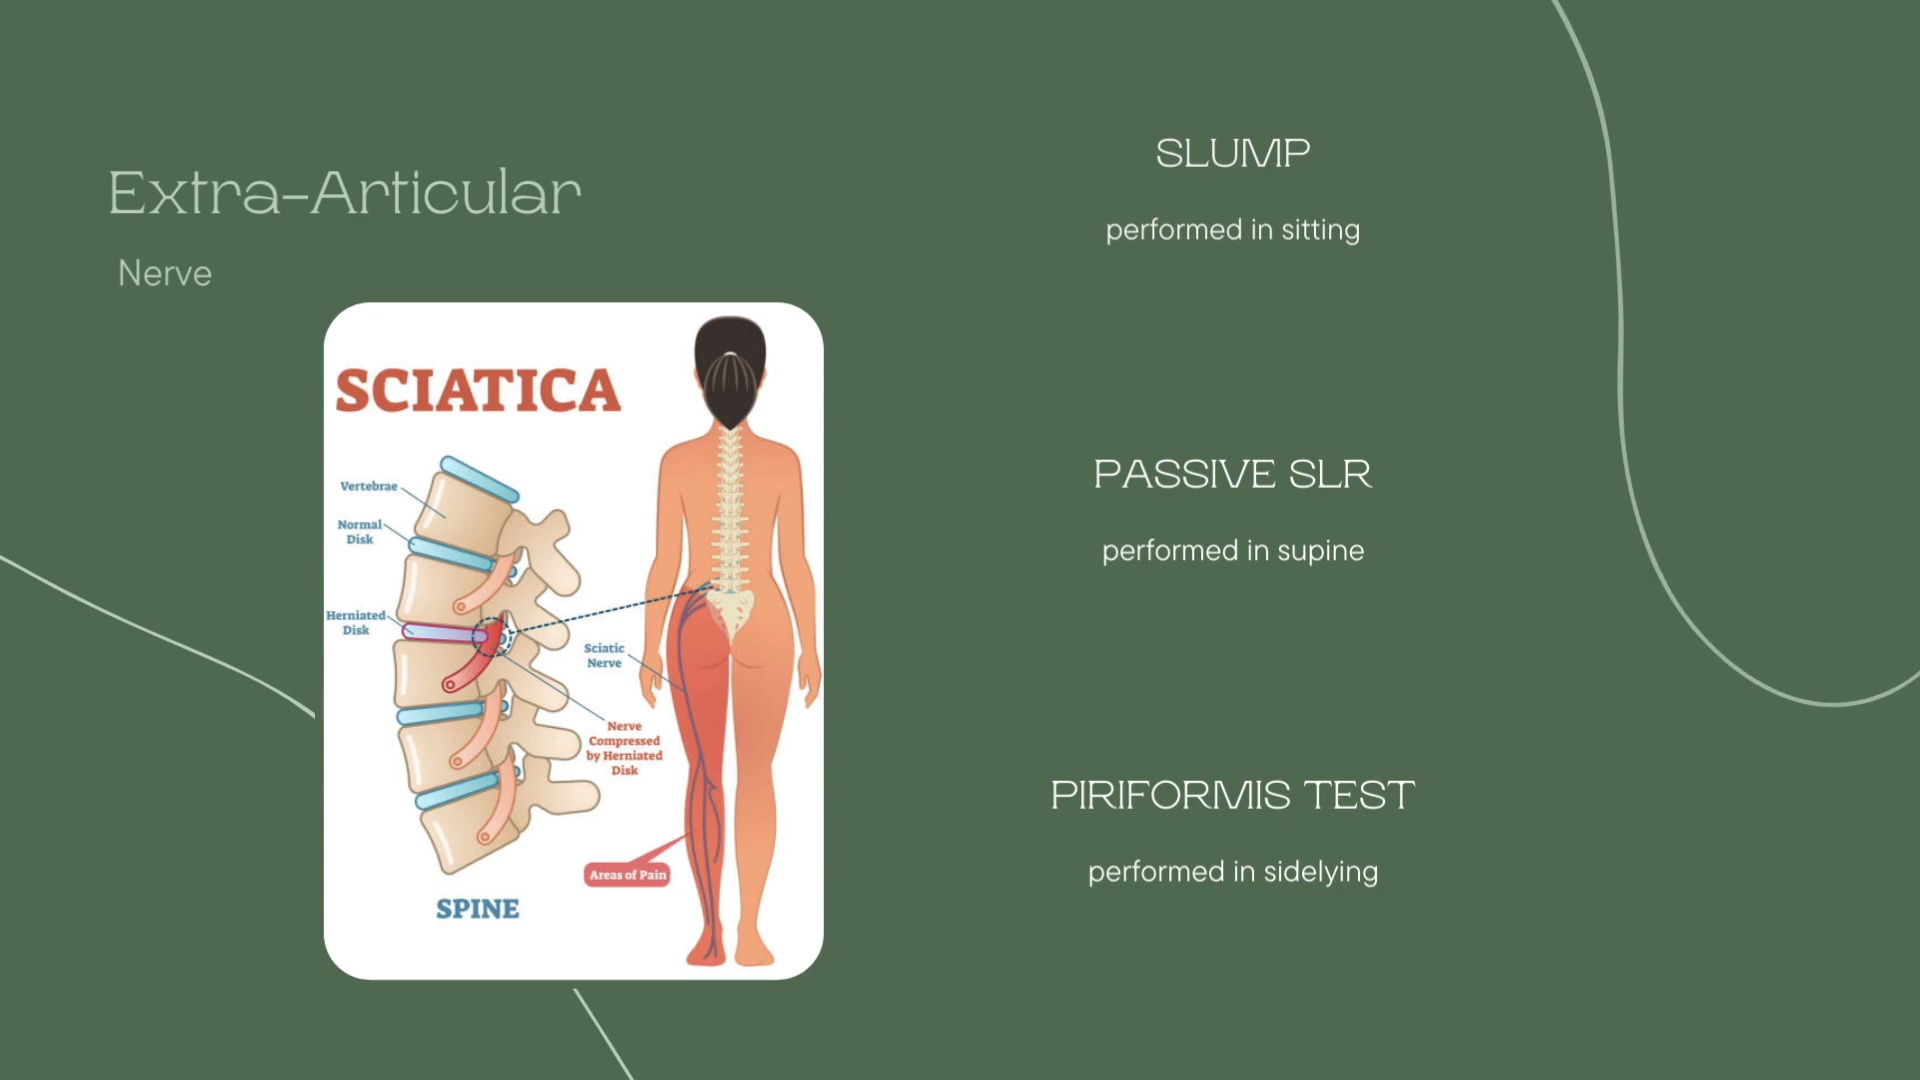 Extra-Articular
Nerve
SCIATICA
Vertebrae
Normal
Disk
Herniated
Disk
Sciatic
Nerve
Nerve
Compressed
by Herniated
Disk
Areas of Pain
SPINE
SLUMP
performed in sitting
PASSIVE SLR
performed in supine
PIRIFORMIS TEST
performed in sidelying